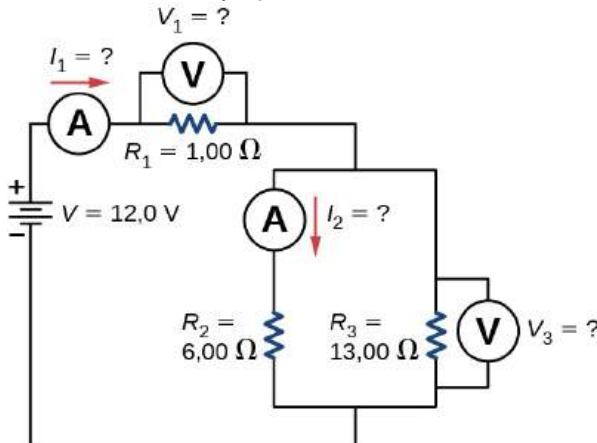 V₁ = ?
I₁ = ?
V
A
R₁ = 1,00 Ω
+
V = 12,0 V
−
A
I₂ = ?
R₂ =
6,00 Ω
R₃ =
13,00 Ω
V
V₃ = ?